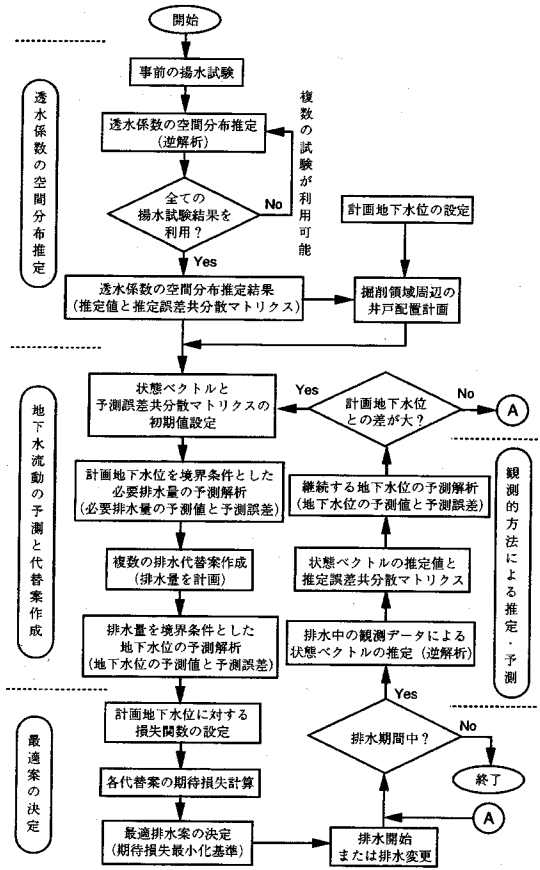 開始
事前の揚水試験
透水係数の空間分布推定
(逆解析)
複数の試験が利用可能
全ての
揚水試験結果を
利用？
No
Yes
透水係数の空間分布推定
計画地下水位の設定
透水係数の空間分布推定結果
(推定値と推定誤差共分散マトリクス)
掘削領域周辺の
井戸配置計画
状態ベクトルと
予測誤差共分散マトリクスの
初期値設定
Yes
計画地下水位
との差が大？
No
A
計画地下水位を境界条件とした
必要排水量の予測解析
(必要排水量の予測値と予測誤差)
継続する地下水位の予測解析
(地下水位の予測値と予測誤差)
地下水流動の予測と代替案作成
観測的方法による推定・予測
複数の排水代替案作成
(排水量を計画)
状態ベクトルの推定値と
推定誤差共分散マトリクス
排水量を境界条件とした
地下水位の予測解析
(地下水位の予測値と予測誤差)
排水中の観測データによる
状態ベクトルの推定 (逆解析)
Yes
計画地下水位に対する
損失関数の設定
排水期間中？
No
終了
最適案の決定
各代替案の期待損失計算
A
最適排水案の決定
(期待損失最小化基準)
排水開始
または排水変更